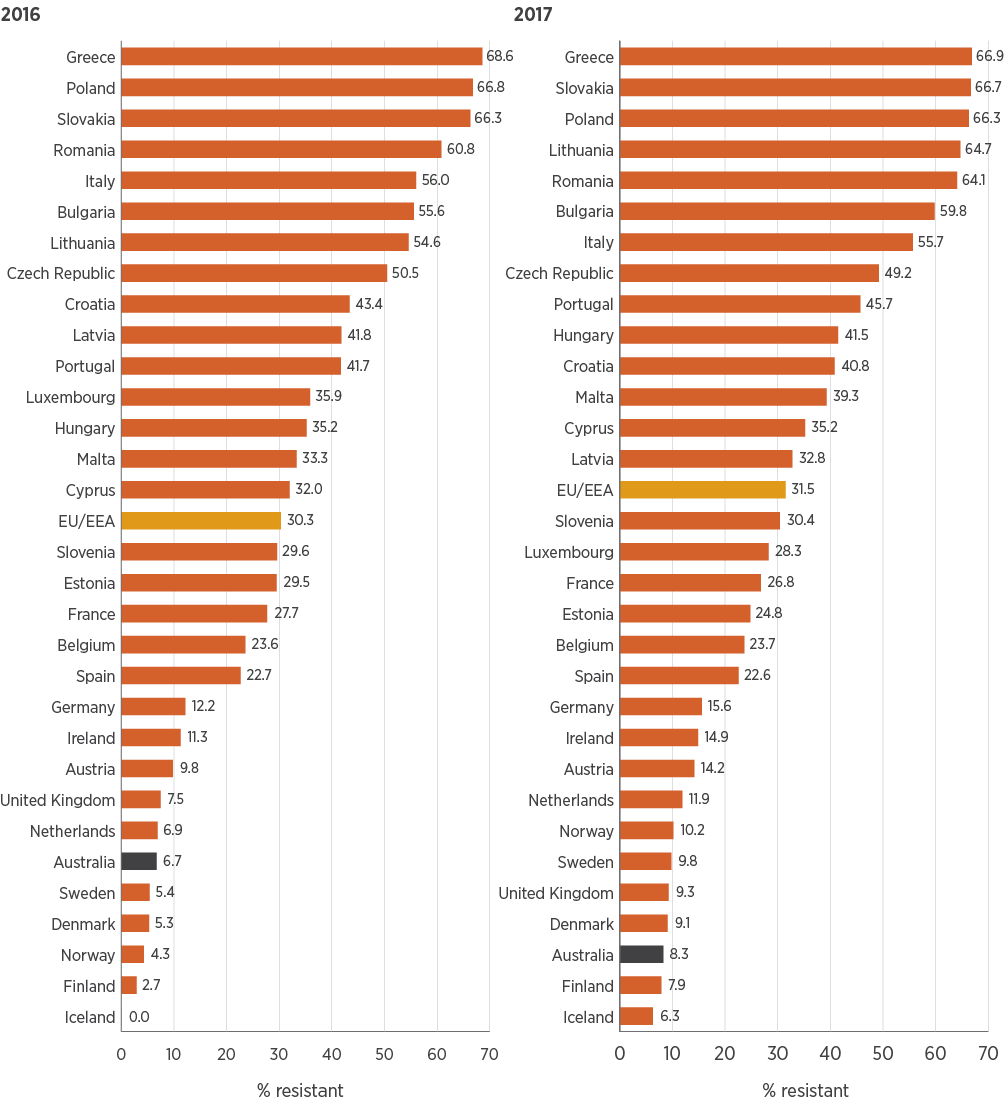 2016
Greece 68.6
Poland 66.8
Slovakia 66.3
Romania 60.8
Italy 56.0
Bulgaria 55.6
Lithuania 54.6
Czech Republic 50.5
Croatia 43.4
Latvia 41.8
Portugal 41.7
Luxembourg 35.9
Hungary 35.2
Malta 33.3
Cyprus 32.0
EU/EEA 30.3
Slovenia 29.6
Estonia 29.5
France 27.7
Belgium 23.6
Spain 22.7
Germany 12.2
Ireland 11.3
Austria 9.8
United Kingdom 7.5
Netherlands 6.9
Australia 6.7
Sweden 5.4
Denmark 5.3
Norway 4.3
Finland 2.7
Iceland 0.0
0 10 20 30 40 50 60 70
% resistant
2017
Greece 66.9
Slovakia 66.7
Poland 66.3
Lithuania 64.7
Romania 64.1
Bulgaria 59.8
Italy 55.7
Czech Republic 49.2
Portugal 45.7
Hungary 41.5
Croatia 40.8
Malta 39.3
Cyprus 35.2
Latvia 32.8
EU/EEA 31.5
Slovenia 30.4
Luxembourg 28.3
France 26.8
Estonia 24.8
Belgium 23.7
Spain 22.6
Germany 15.6
Ireland 14.9
Austria 14.2
Netherlands 11.9
Norway 10.2
Sweden 9.8
United Kingdom 9.3
Denmark 9.1
Australia 8.3
Finland 7.9
Iceland 6.3
0 10 20 30 40 50 60 70
% resistant